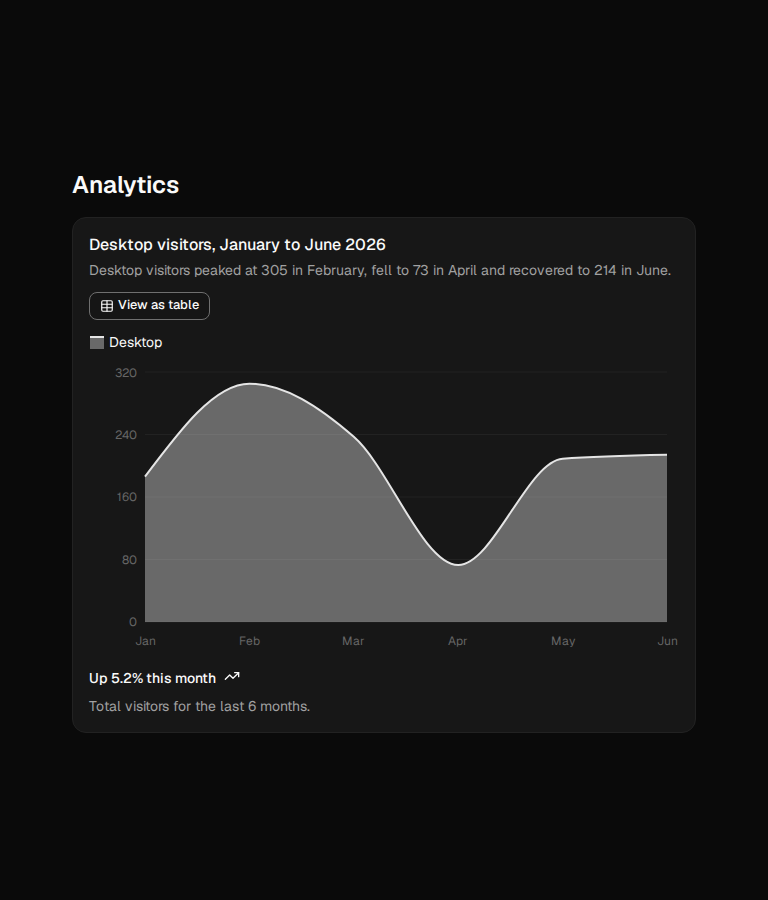 Analytics
Desktop visitors, January to June 2026
Desktop visitors peaked at 305 in February, fell to 73 in April and recovered to 214 in June.
View as table
Desktop
320
240
160
80
0
Jan Feb Mar Apr May Jun
Up 5.2% this month
Total visitors for the last 6 months.